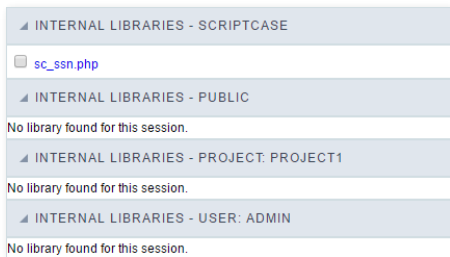 INTERNAL LIBRARIES - SCRIPTCASE
sc_ssn.php
INTERNAL LIBRARIES - PUBLIC
No library found for this session.
INTERNAL LIBRARIES - PROJECT: PROJECT1
No library found for this session.
INTERNAL LIBRARIES - USER: ADMIN
No library found for this session.